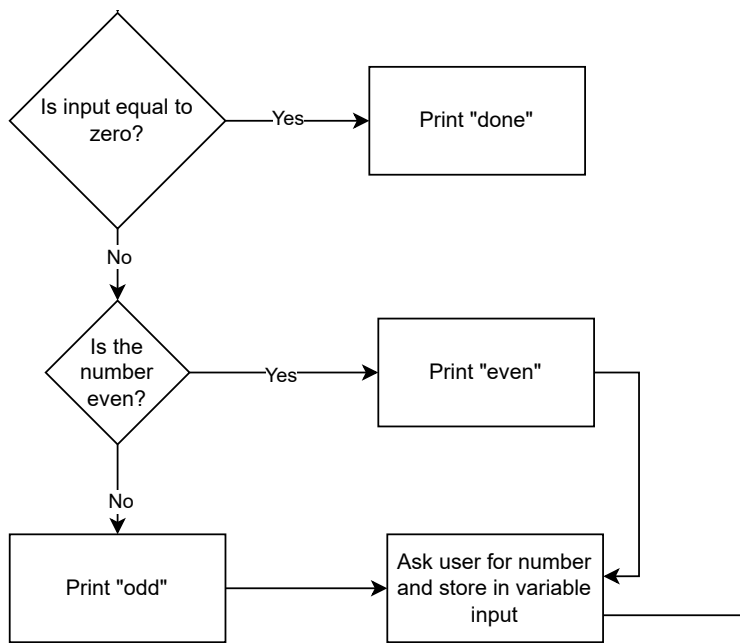 Is input equal to
zero?
Yes
Print "done"
No
Is the
number
even?
Yes
Print "even"
No
Print "odd"
Ask user for number
and store in variable
input